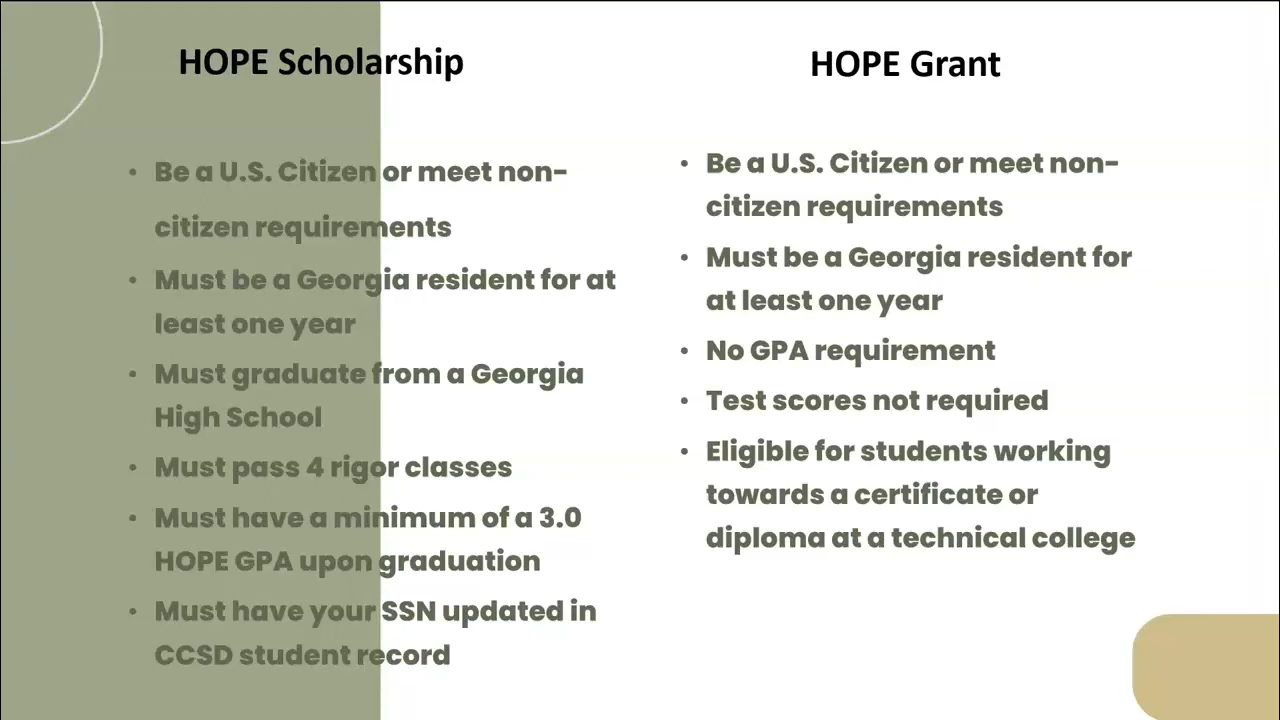 HOPE Scholarship
• Be a U.S. Citizen or meet non-
citizen requirements
• Must be a Georgia resident for at
least one year
• Must graduate from a Georgia
High School
• Must pass 4 rigor classes
• Must have a minimum of a 3.0
HOPE GPA upon graduation
• Must have your SSN updated in
CCSD student record
HOPE Grant
• Be a U.S. Citizen or meet non-
citizen requirements
• Must be a Georgia resident for
at least one year
• No GPA requirement
• Test scores not required
• Eligible for students working
towards a certificate or
diploma at a technical college